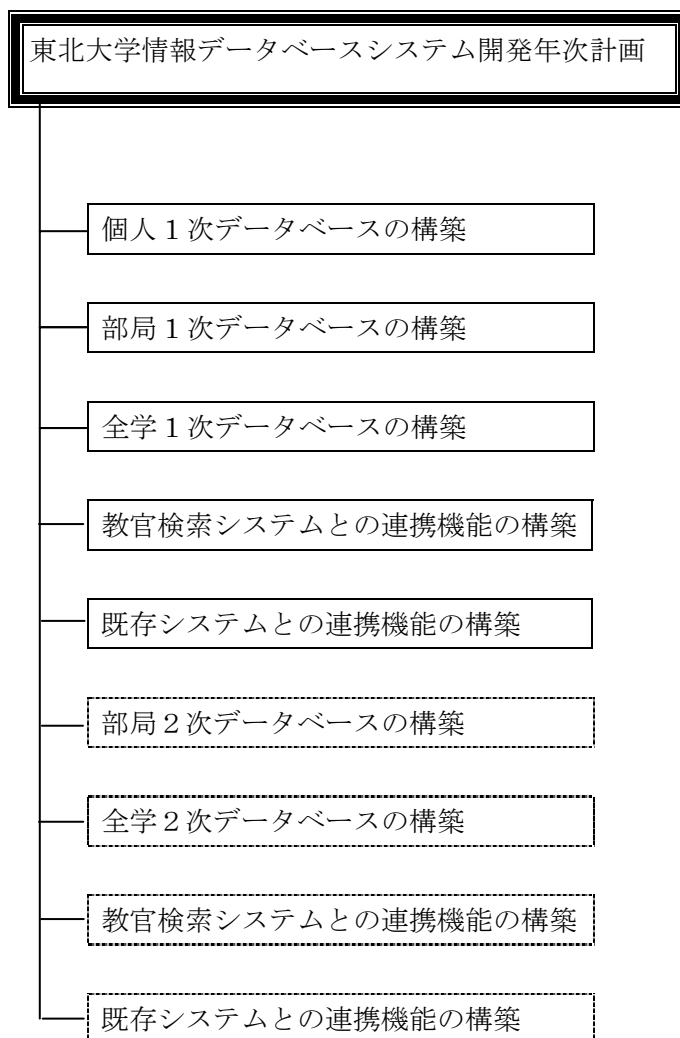 東北大学情報データベースシステム開発年次計画
個人１次データベースの構築
部局１次データベースの構築
全学１次データベースの構築
教官検索システムとの連携機能の構築
既存システムとの連携機能の構築
部局２次データベースの構築
全学２次データベースの構築
教官検索システムとの連携機能の構築
既存システムとの連携機能の構築